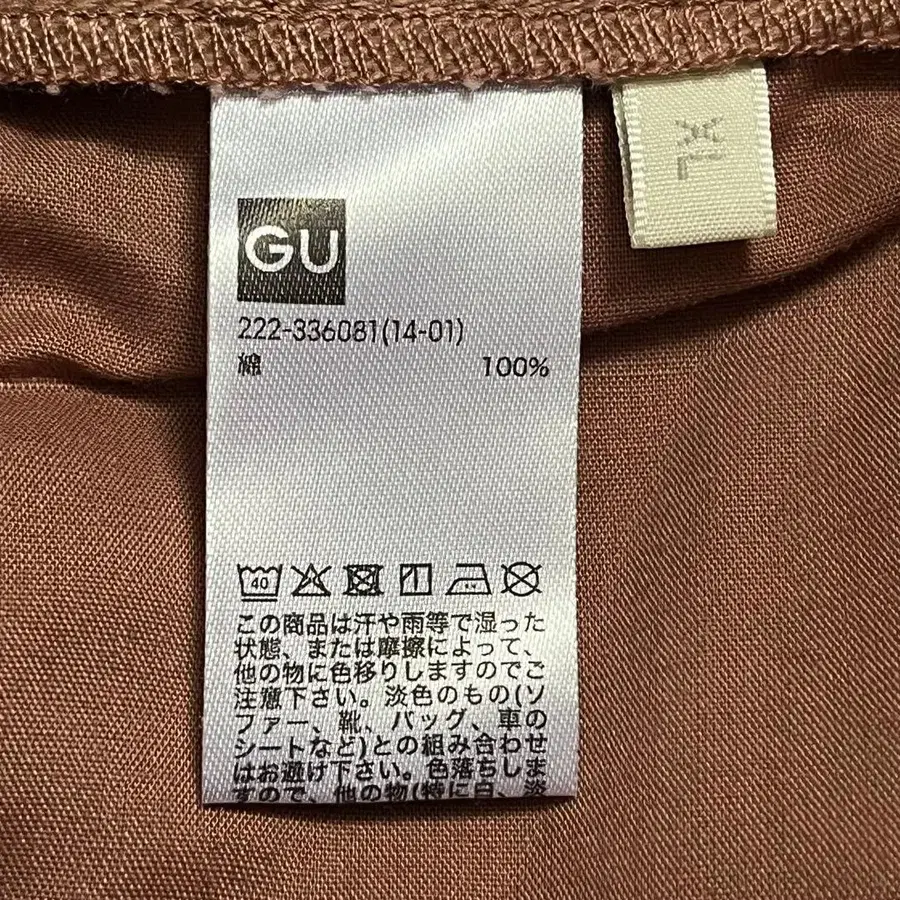 GU
XL
222-336081(14-01)
綿 100%
40
この商品は汗や雨等で湿った
状態、または摩擦によって、
他の物に色移りしますのでご
注意下さい。淡色のもの(ソ
ファー、靴、バッグ、車の
シートなど)との組み合わせ
はお避け下さい。色落ちしま
すので、他の物(特に白、淡